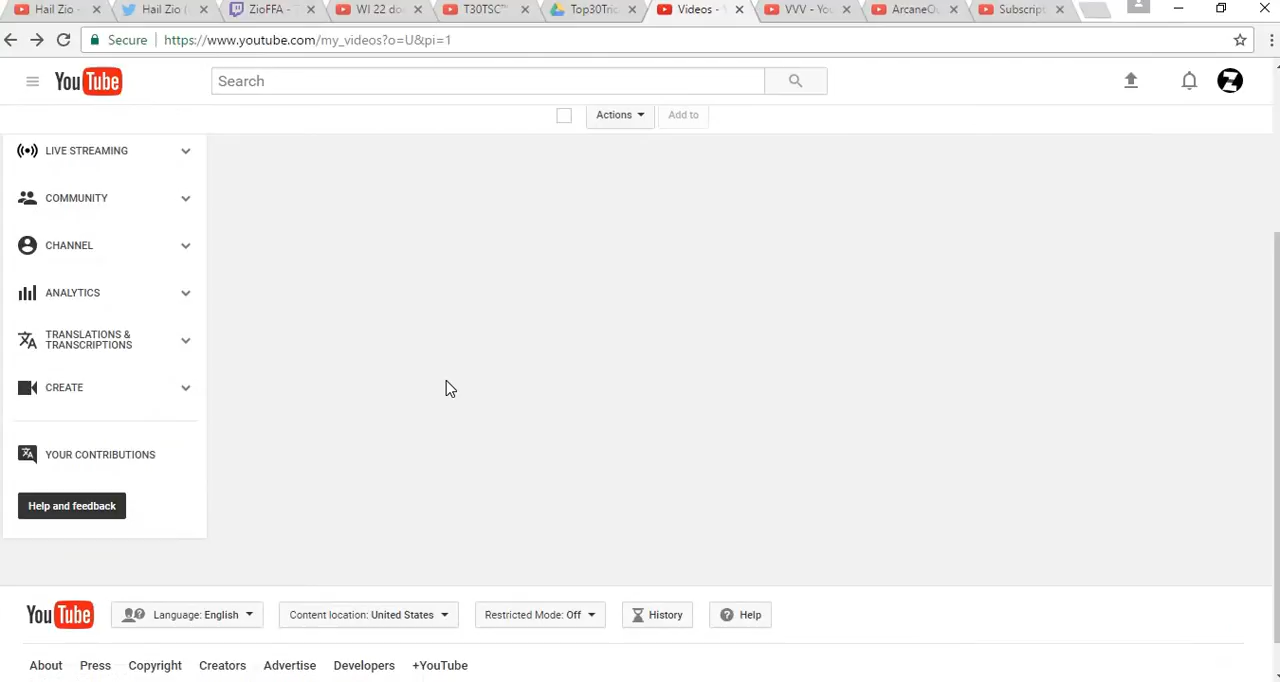 Hail Zio - Hail Zio ( ZioFFA - WI 22 do T30TSC™ Top30Tric Videos - VVV - You ArcaneO Subscrip
Secure https://www.youtube.com/my_videos?o=U&pi=1
YouTube Search
Actions Add to
LIVE STREAMING
COMMUNITY
CHANNEL
ANALYTICS
TRANSLATIONS &
TRANSCRIPTIONS
CREATE
YOUR CONTRIBUTIONS
Help and feedback
YouTube Language: English Content location: United States Restricted Mode: Off History Help
About Press Copyright Creators Advertise Developers +YouTube